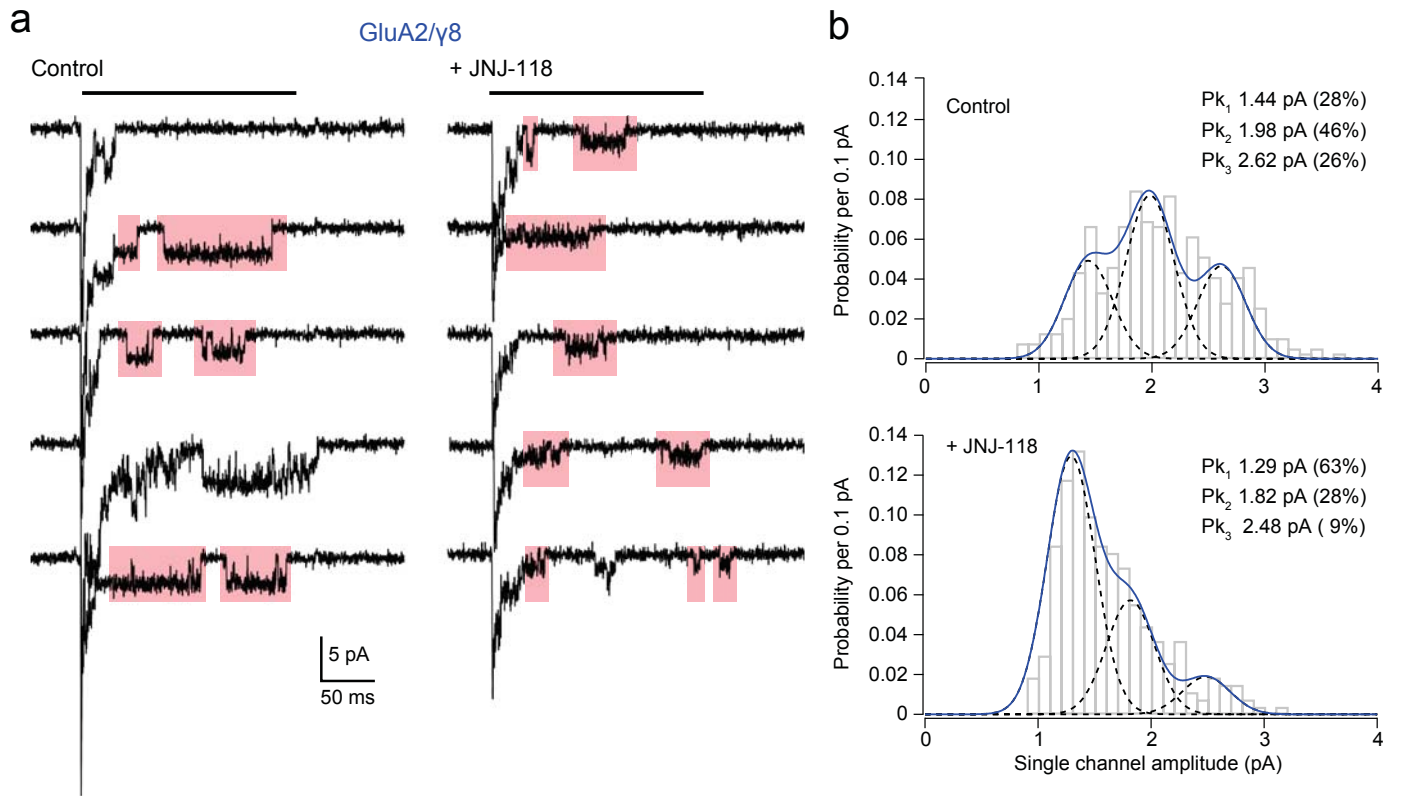 a
GluA2/γ8
Control
+ JNJ-118
5 pA
50 ms
b
Control
Pk1 1.44 pA (28%)
Pk2 1.98 pA (46%)
Pk3 2.62 pA (26%)
Probability per 0.1 pA
0.14
0.12
0.10
0.08
0.06
0.04
0.02
0
0 1 2 3 4
+ JNJ-118
Pk1 1.29 pA (63%)
Pk2 1.82 pA (28%)
Pk3 2.48 pA ( 9%)
Probability per 0.1 pA
0.14
0.12
0.10
0.08
0.06
0.04
0.02
0
0 1 2 3 4
Single channel amplitude (pA)